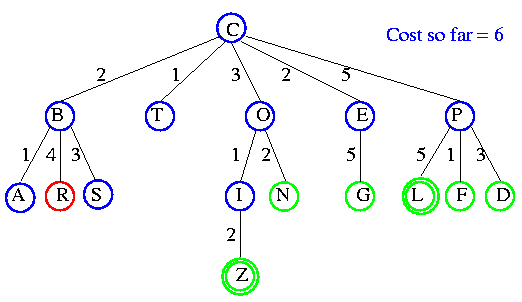 C
Cost so far = 6
2 1 3 2 5
B T O E P
1 4 3 1 2 5 5 1 3
A R S I N G L F D
2
Z